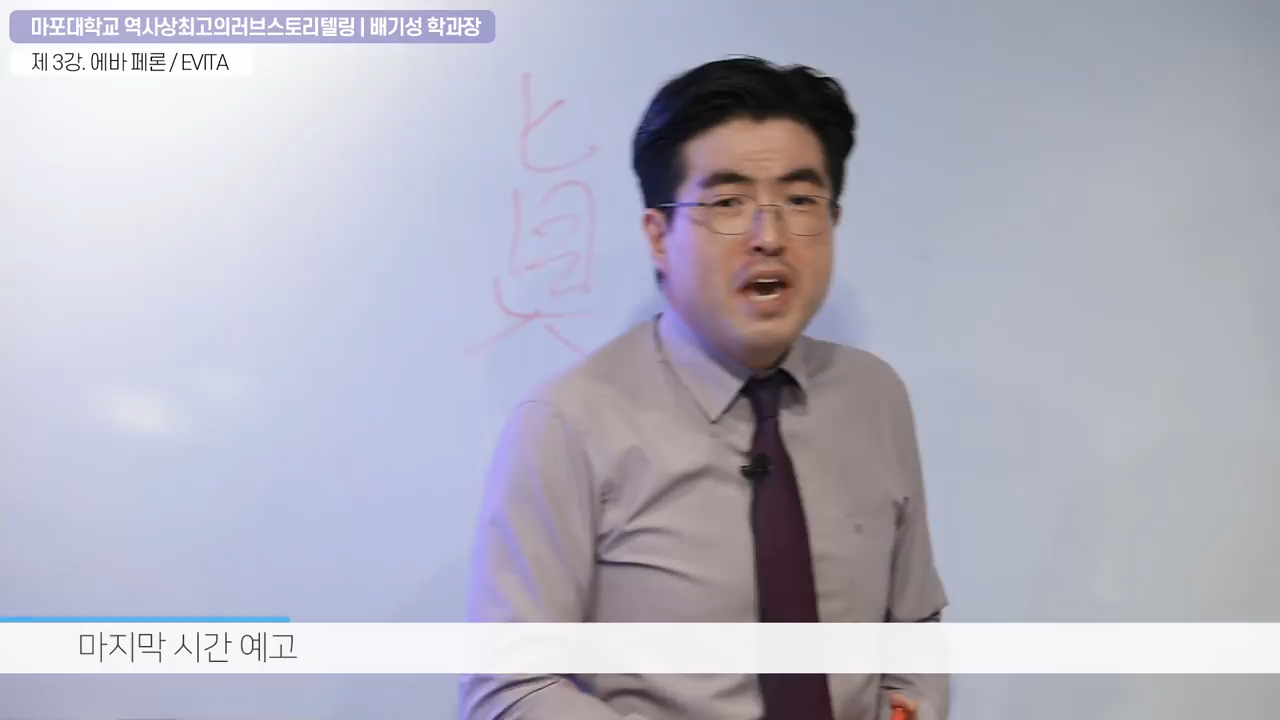 마포대학교 역사상최고의러브스토리텔링 | 배기성 학과장
제 3강. 에바 페론 / EVITA
眞
마지막 시간 예고